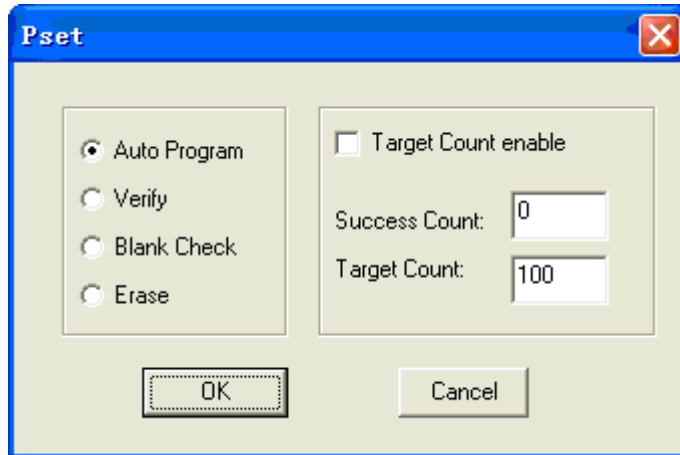 Pset
Auto Program
Verify
Blank Check
Erase
Target Count enable
Success Count: 0
Target Count: 100
OK
Cancel